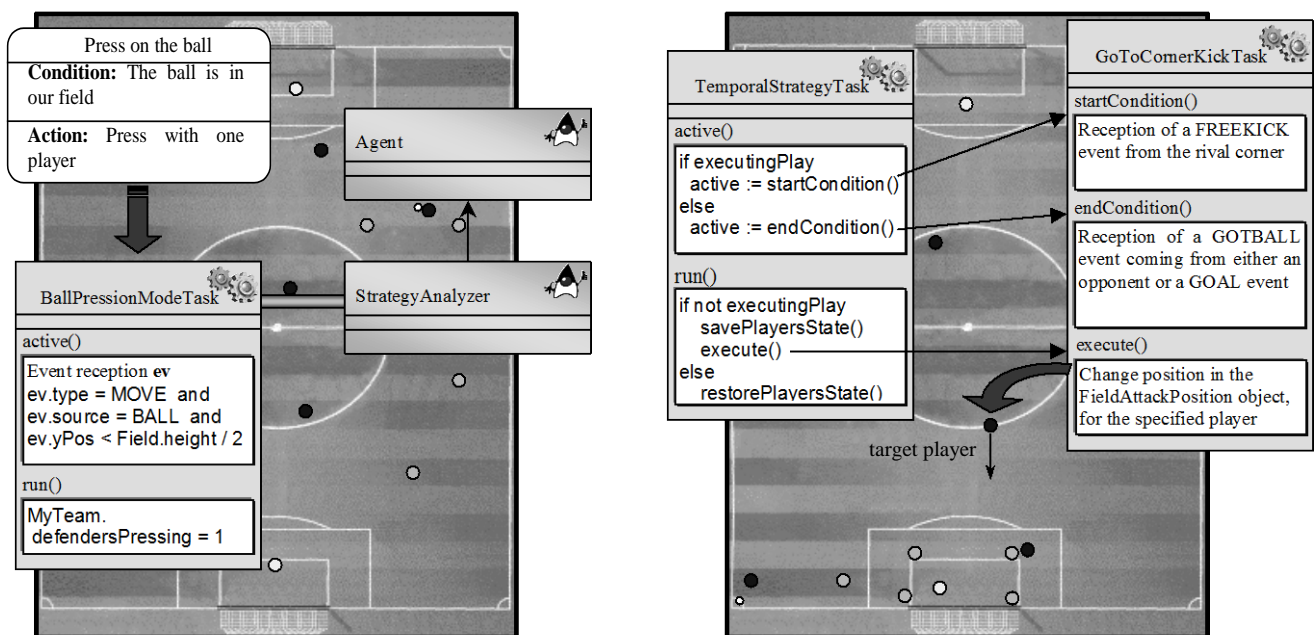 Press on the ball
Condition: The ball is in
our field
Action: Press with one
player
Agent
StrategyAnalyzer
BallPressionModeTask
active()
Event reception ev
ev.type = MOVE and
ev.source = BALL and
ev.yPos < Field.height / 2
run()
MyTeam.
defendersPressing = 1
TemporalStrategyTask
active()
if executingPlay
active := startCondition()
else
active := endCondition()
run()
if not executingPlay
savePlayersState()
execute()
else
restorePlayersState()
GoToCornerKickTask
startCondition()
Reception of a FREEKICK
event from the rival corner
endCondition()
Reception of a GOTBALL
event coming from either an
opponent or a GOAL event
execute()
Change position in the
FieldAttackPosition object,
for the specified player
target player